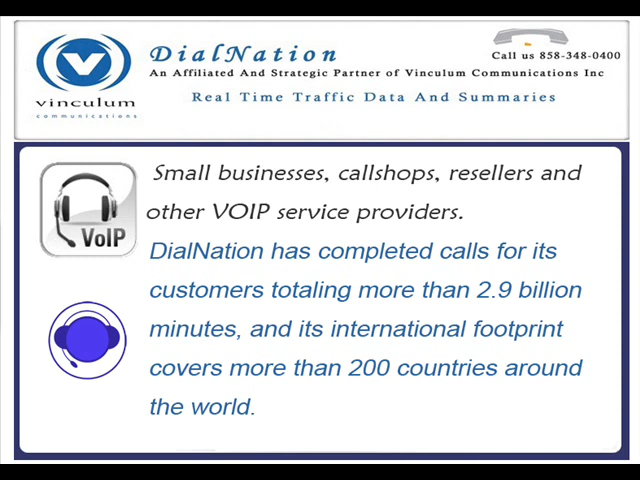 DialNation
Call us 858-348-0400
An Affiliated And Strategic Partner of Vinculum Communications Inc
vinculum
communications
Real Time Traffic Data And Summaries
VoIP
Small businesses, callshops, resellers and
other VOIP service providers.
DialNation has completed calls for its
customers totaling more than 2.9 billion
minutes, and its international footprint
covers more than 200 countries around
the world.